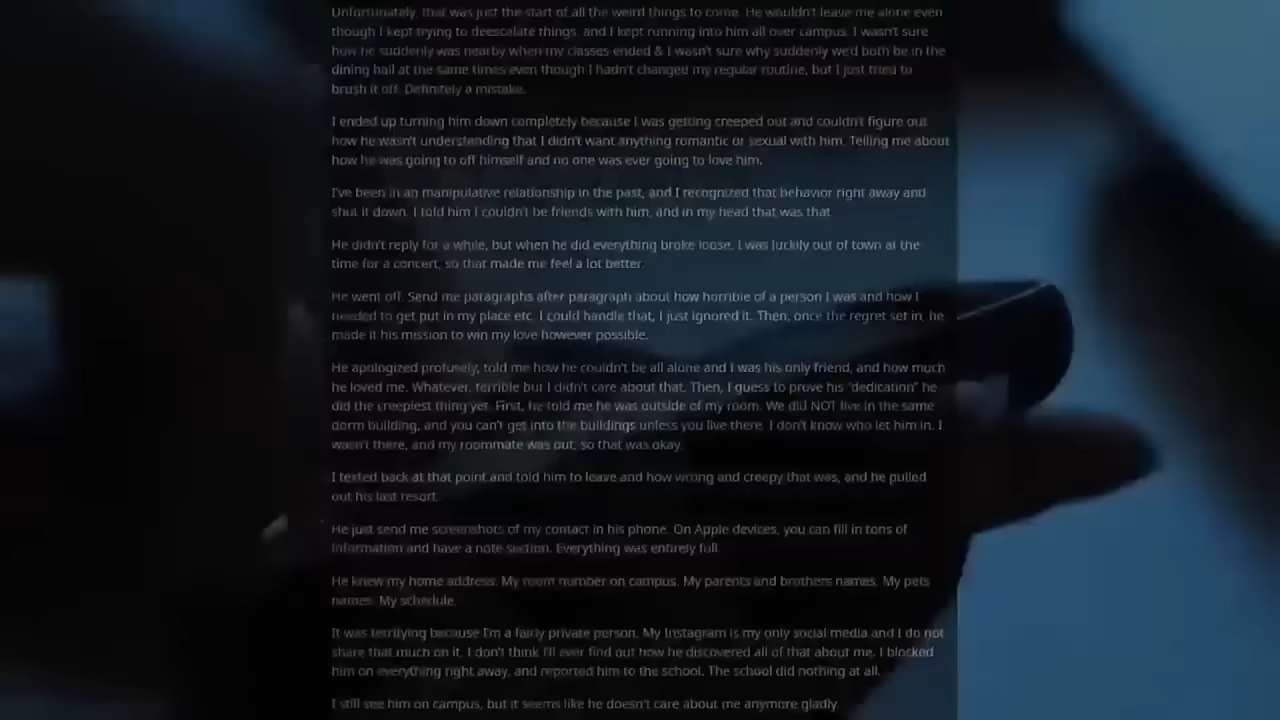 Unfortunately, that was just the start of all the weird things to come. He wouldn't leave me alone even
though I kept trying to deescalate things, and I kept running into him all over campus. I wasn't sure
how he suddenly was nearby when my classes ended & I wasn't sure why suddenly we'd both be in the
dining hall at the same times even though I hadn't changed my regular routine, but I just tried to
brush it off. Definitely a mistake.
I ended up turning him down completely because I was getting creeped out and couldn't figure out
how he wasn't understanding that I didn't want anything romantic or sexual with him. Telling me about
how he was going to off himself and no one was ever going to love him.
I've been in an manipulative relationship in the past, and I recognized that behavior right away and
shut it down. I told him I couldn't be friends with him, and in my head that was that
He didn't reply for a while, but when he did everything broke loose. I was luckily out of town at the
time for a concert, so that made me feel a lot better.
He went off. Send me paragraphs after paragraph about how horrible of a person I was and how I
needed to get put in my place etc. I could handle that, I just ignored it. Then, once the regret set in, he
made it his mission to win my love however possible.
He apologized profusely, told me how he couldn't be all alone and I was his only friend, and how much
he loved me. Whatever, terrible but I didn't care about that. Then, I guess to prove his "dedication" he
did the creepiest thing yet. First, he told me he was outside of my room. We did NOT live in the same
dorm building, and you can't get into the buildings unless you live there. I don't know who let him in. I
wasn't there, and my roommate was out, so that was okay.
I texted back at that point and told him to leave and how wrong and creepy that was, and he pulled
out his last resort.
He just send me screenshots of my contact in his phone. On Apple devices, you can fill in tons of
information and have a note suction. Everything was entirely full.
He knew my home address. My room number on campus. My parents and brothers names. My pets
names. My schedule.
It was terrifying because I'm a fairly private person. My Instagram is my only social media and I do not
share that much on it. I don't think I'll ever find out how he discovered all of that about me. I blocked
him on everything right away, and reported him to the school. The school did nothing at all.
I still see him on campus, but it seems like he doesn't care about me anymore gladly.